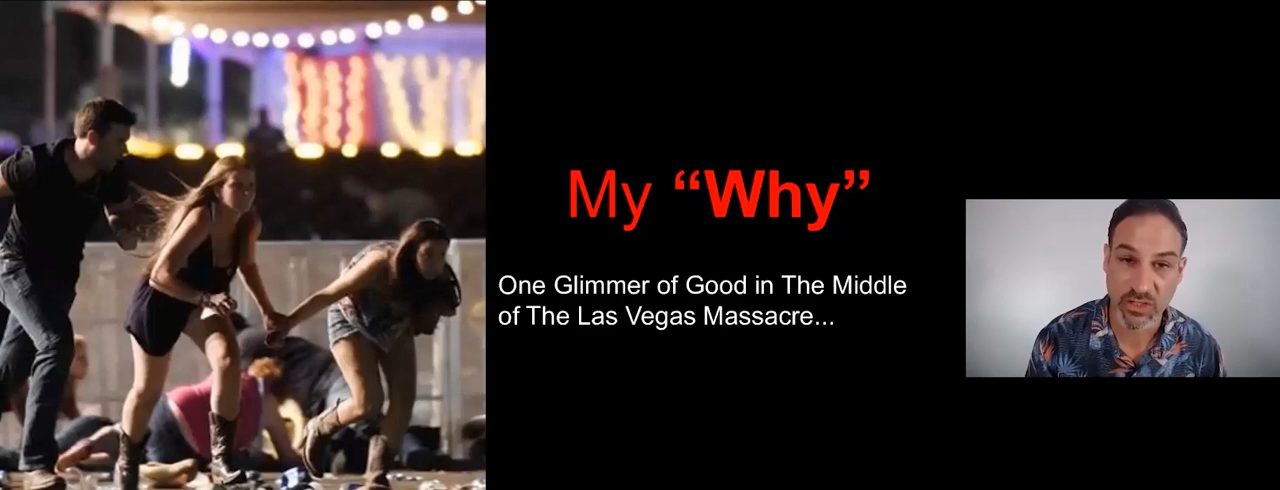 My “Why”
One Glimmer of Good in The Middle
of The Las Vegas Massacre...